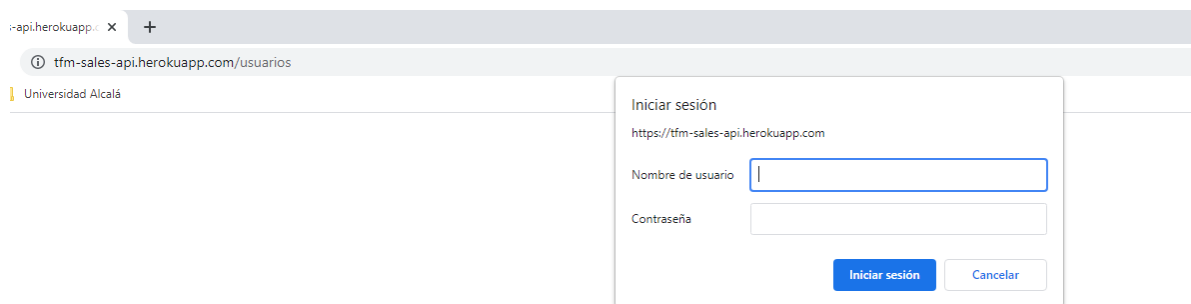 s-api.herokuapp.c
tfm-sales-api.herokuapp.com/usuarios
Universidad Alcalá
Iniciar sesión
https://tfm-sales-api.herokuapp.com
Nombre de usuario
Contraseña
Iniciar sesión Cancelar